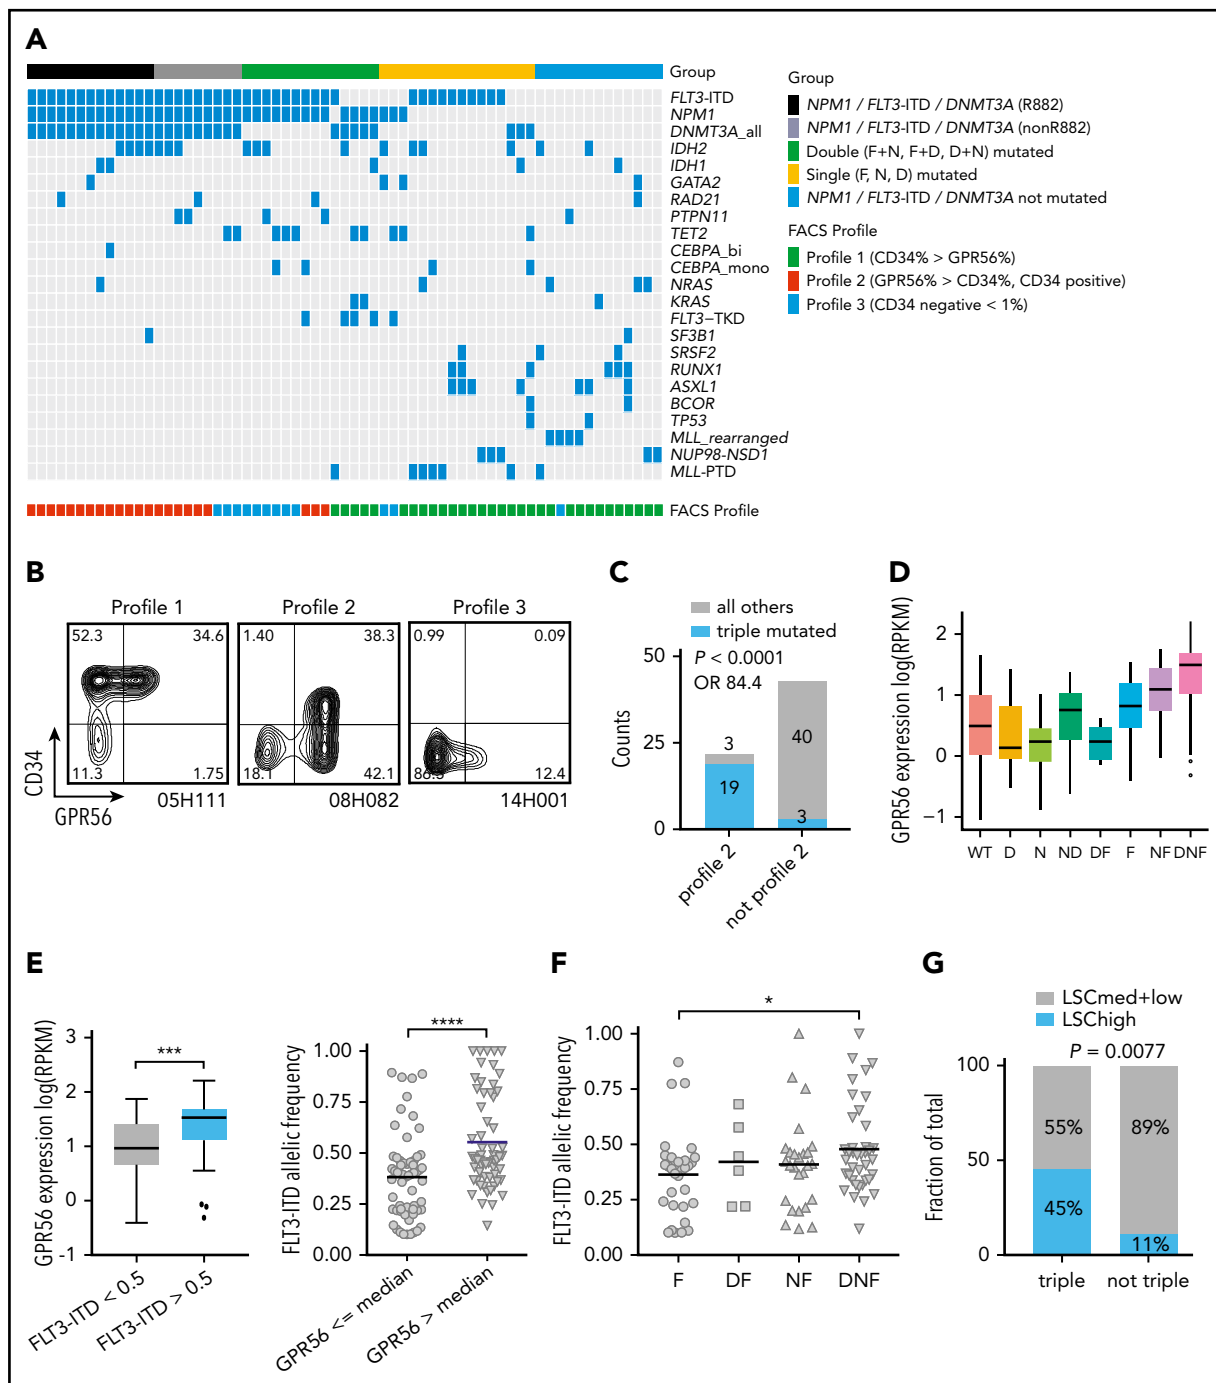 A
Group
FLT3-ITD
NPM1
DNMT3A_all
IDH2
IDH1
GATA2
RAD21
PTPN11
TET2
CEBPA_bi
CEBPA_mono
NRAS
KRAS
FLT3–TKD
SF3B1
SRSF2
RUNX1
ASXL1
BCOR
TP53
MLL_rearranged
NUP98-NSD1
MLL-PTD
FACS Profile
Group
NPM1 / FLT3-ITD / DNMT3A (R882)
NPM1 / FLT3-ITD / DNMT3A (nonR882)
Double (F+N, F+D, D+N) mutated
Single (F, N, D) mutated
NPM1 / FLT3-ITD / DNMT3A not mutated
FACS Profile
Profile 1 (CD34% > GPR56%)
Profile 2 (GPR56% > CD34%, CD34 positive)
Profile 3 (CD34 negative < 1%)
B
Profile 1
Profile 2
Profile 3
52.3 34.6
1.40 38.3
0.99 0.09
11.3 1.75
18.1 42.1
12.4
CD34
GPR56
05H111
08H082
14H001
C
all others
triple mutated
P < 0.0001
OR 84.4
Counts
50
25
0
3
19
40
3
profile 2
not profile 2
D
GPR56 expression log(RPKM)
2
1
0
−1
WT D N ND DF F NF DNF
E
GPR56 expression log(RPKM)
3
2
1
0
-1
***
FLT3-ITD < 0.5
FLT3-ITD > 0.5
FLT3-ITD allelic frequency
1.00
0.75
0.50
0.25
0.00
****
GPR56 <= median
GPR56 > median
F
FLT3-ITD allelic frequency
1.00
0.75
0.50
0.25
0.00
*
F DF NF DNF
G
LSCmed+low
LSChigh
P = 0.0077
Fraction of total
100
50
0
55%
45%
89%
11%
triple
not triple